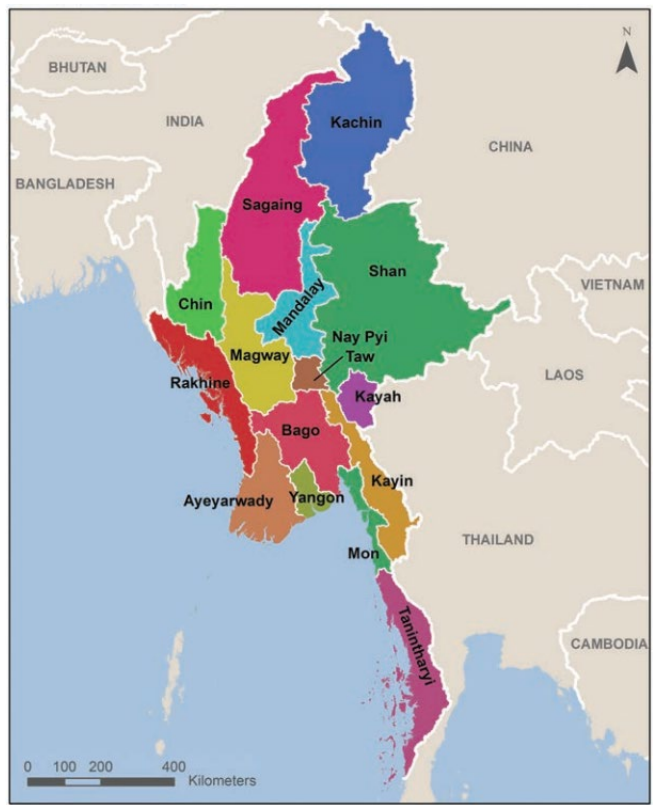 N
BHUTAN
Kachin
INDIA
CHINA
BANGLADESH
Sagaing
Shan
VIETNAM
Chin
Mandalay
Nay Pyi
Taw
Magway
LAOS
Rakhine
Kayah
Bago
Kayin
Ayeyarwady
Yangon
THAILAND
Mon
CAMBODIA
Tanintharyi
0 100 200 400
Kilometers